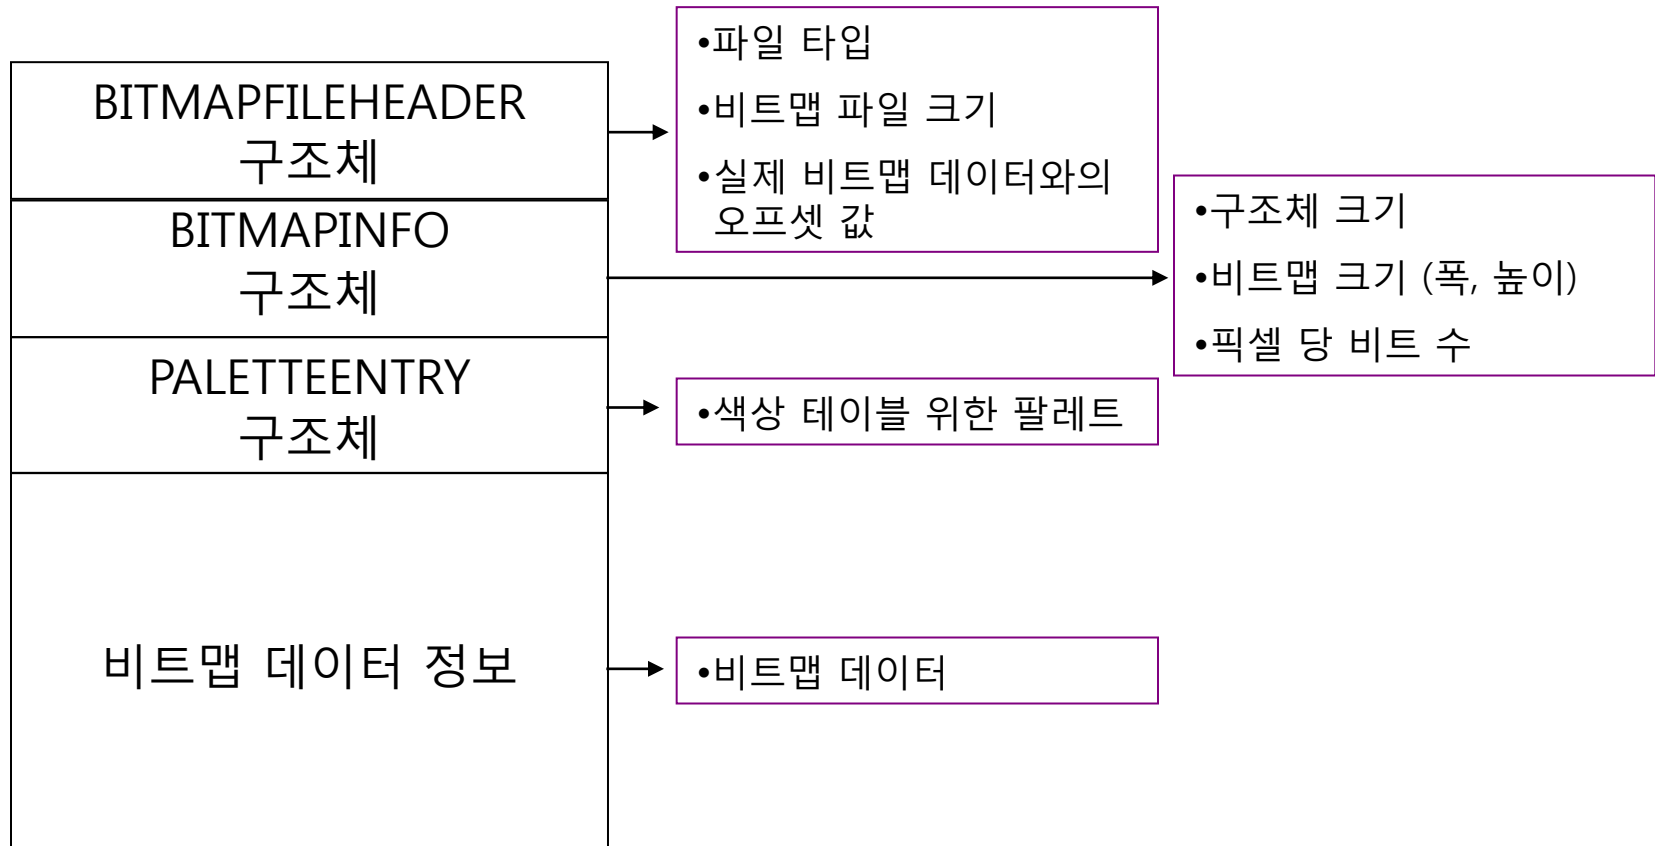 BITMAPFILEHEADER
구조체
•파일 타입
•비트맵 파일 크기
•실제 비트맵 데이터와의
오프셋 값
BITMAPINFO
구조체
•구조체 크기
•비트맵 크기 (폭, 높이)
•픽셀 당 비트 수
PALETTEENTRY
구조체
•색상 테이블 위한 팔레트
비트맵 데이터 정보
•비트맵 데이터